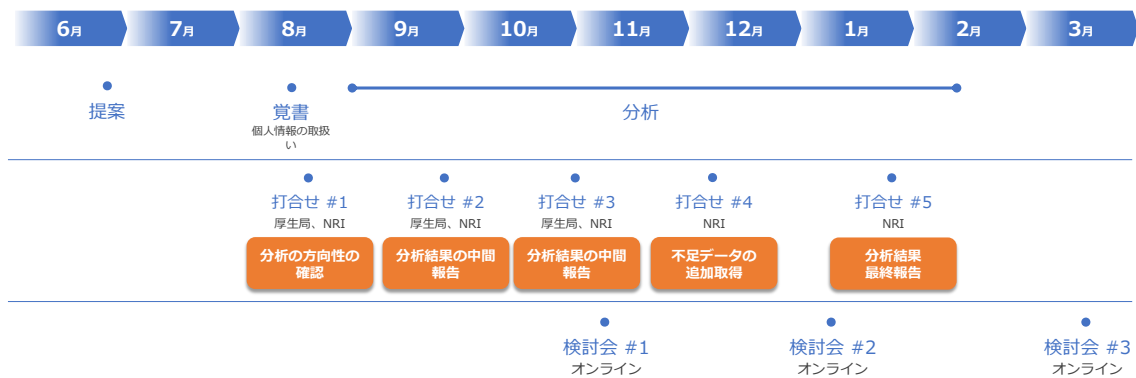 6月 7月 8月 9月 10月 11月 12月 1月 2月 3月
提案 覚書 分析
個人情報の取扱
い
打合せ #1 打合せ #2 打合せ #3 打合せ #4 打合せ #5
厚生局、NRI 厚生局、NRI 厚生局、NRI NRI NRI
分析の方向性の 分析結果の中間 分析結果の中間 不足データの 分析結果
確認 報告 報告 追加取得 最終報告
検討会 #1 検討会 #2 検討会 #3
オンライン オンライン オンライン